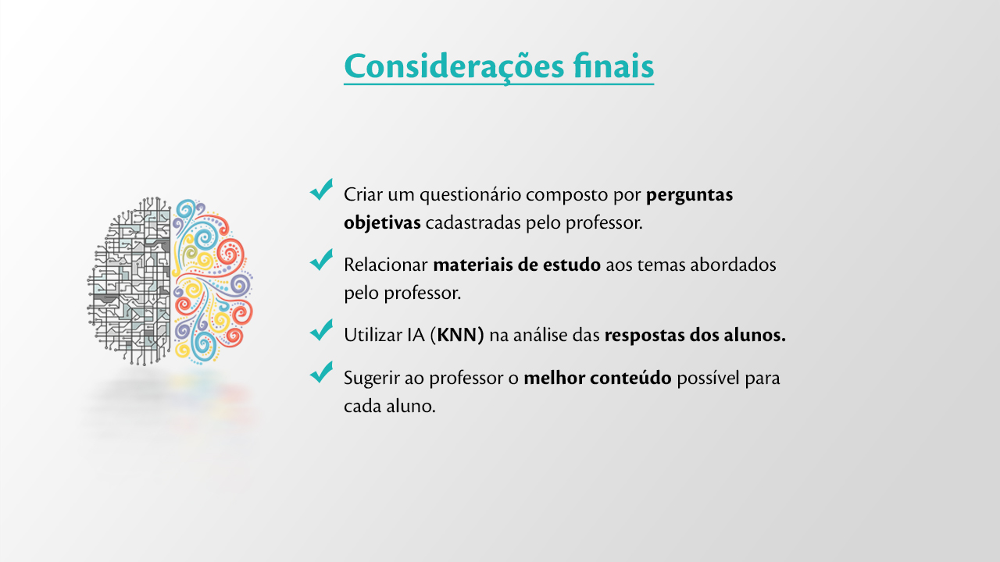 Considerações finais
Criar um questionário composto por perguntas
objetivas cadastradas pelo professor.
Relacionar materiais de estudo aos temas abordados
pelo professor.
Utilizar IA (KNN) na análise das respostas dos alunos.
Sugerir ao professor o melhor conteúdo possível para
cada aluno.